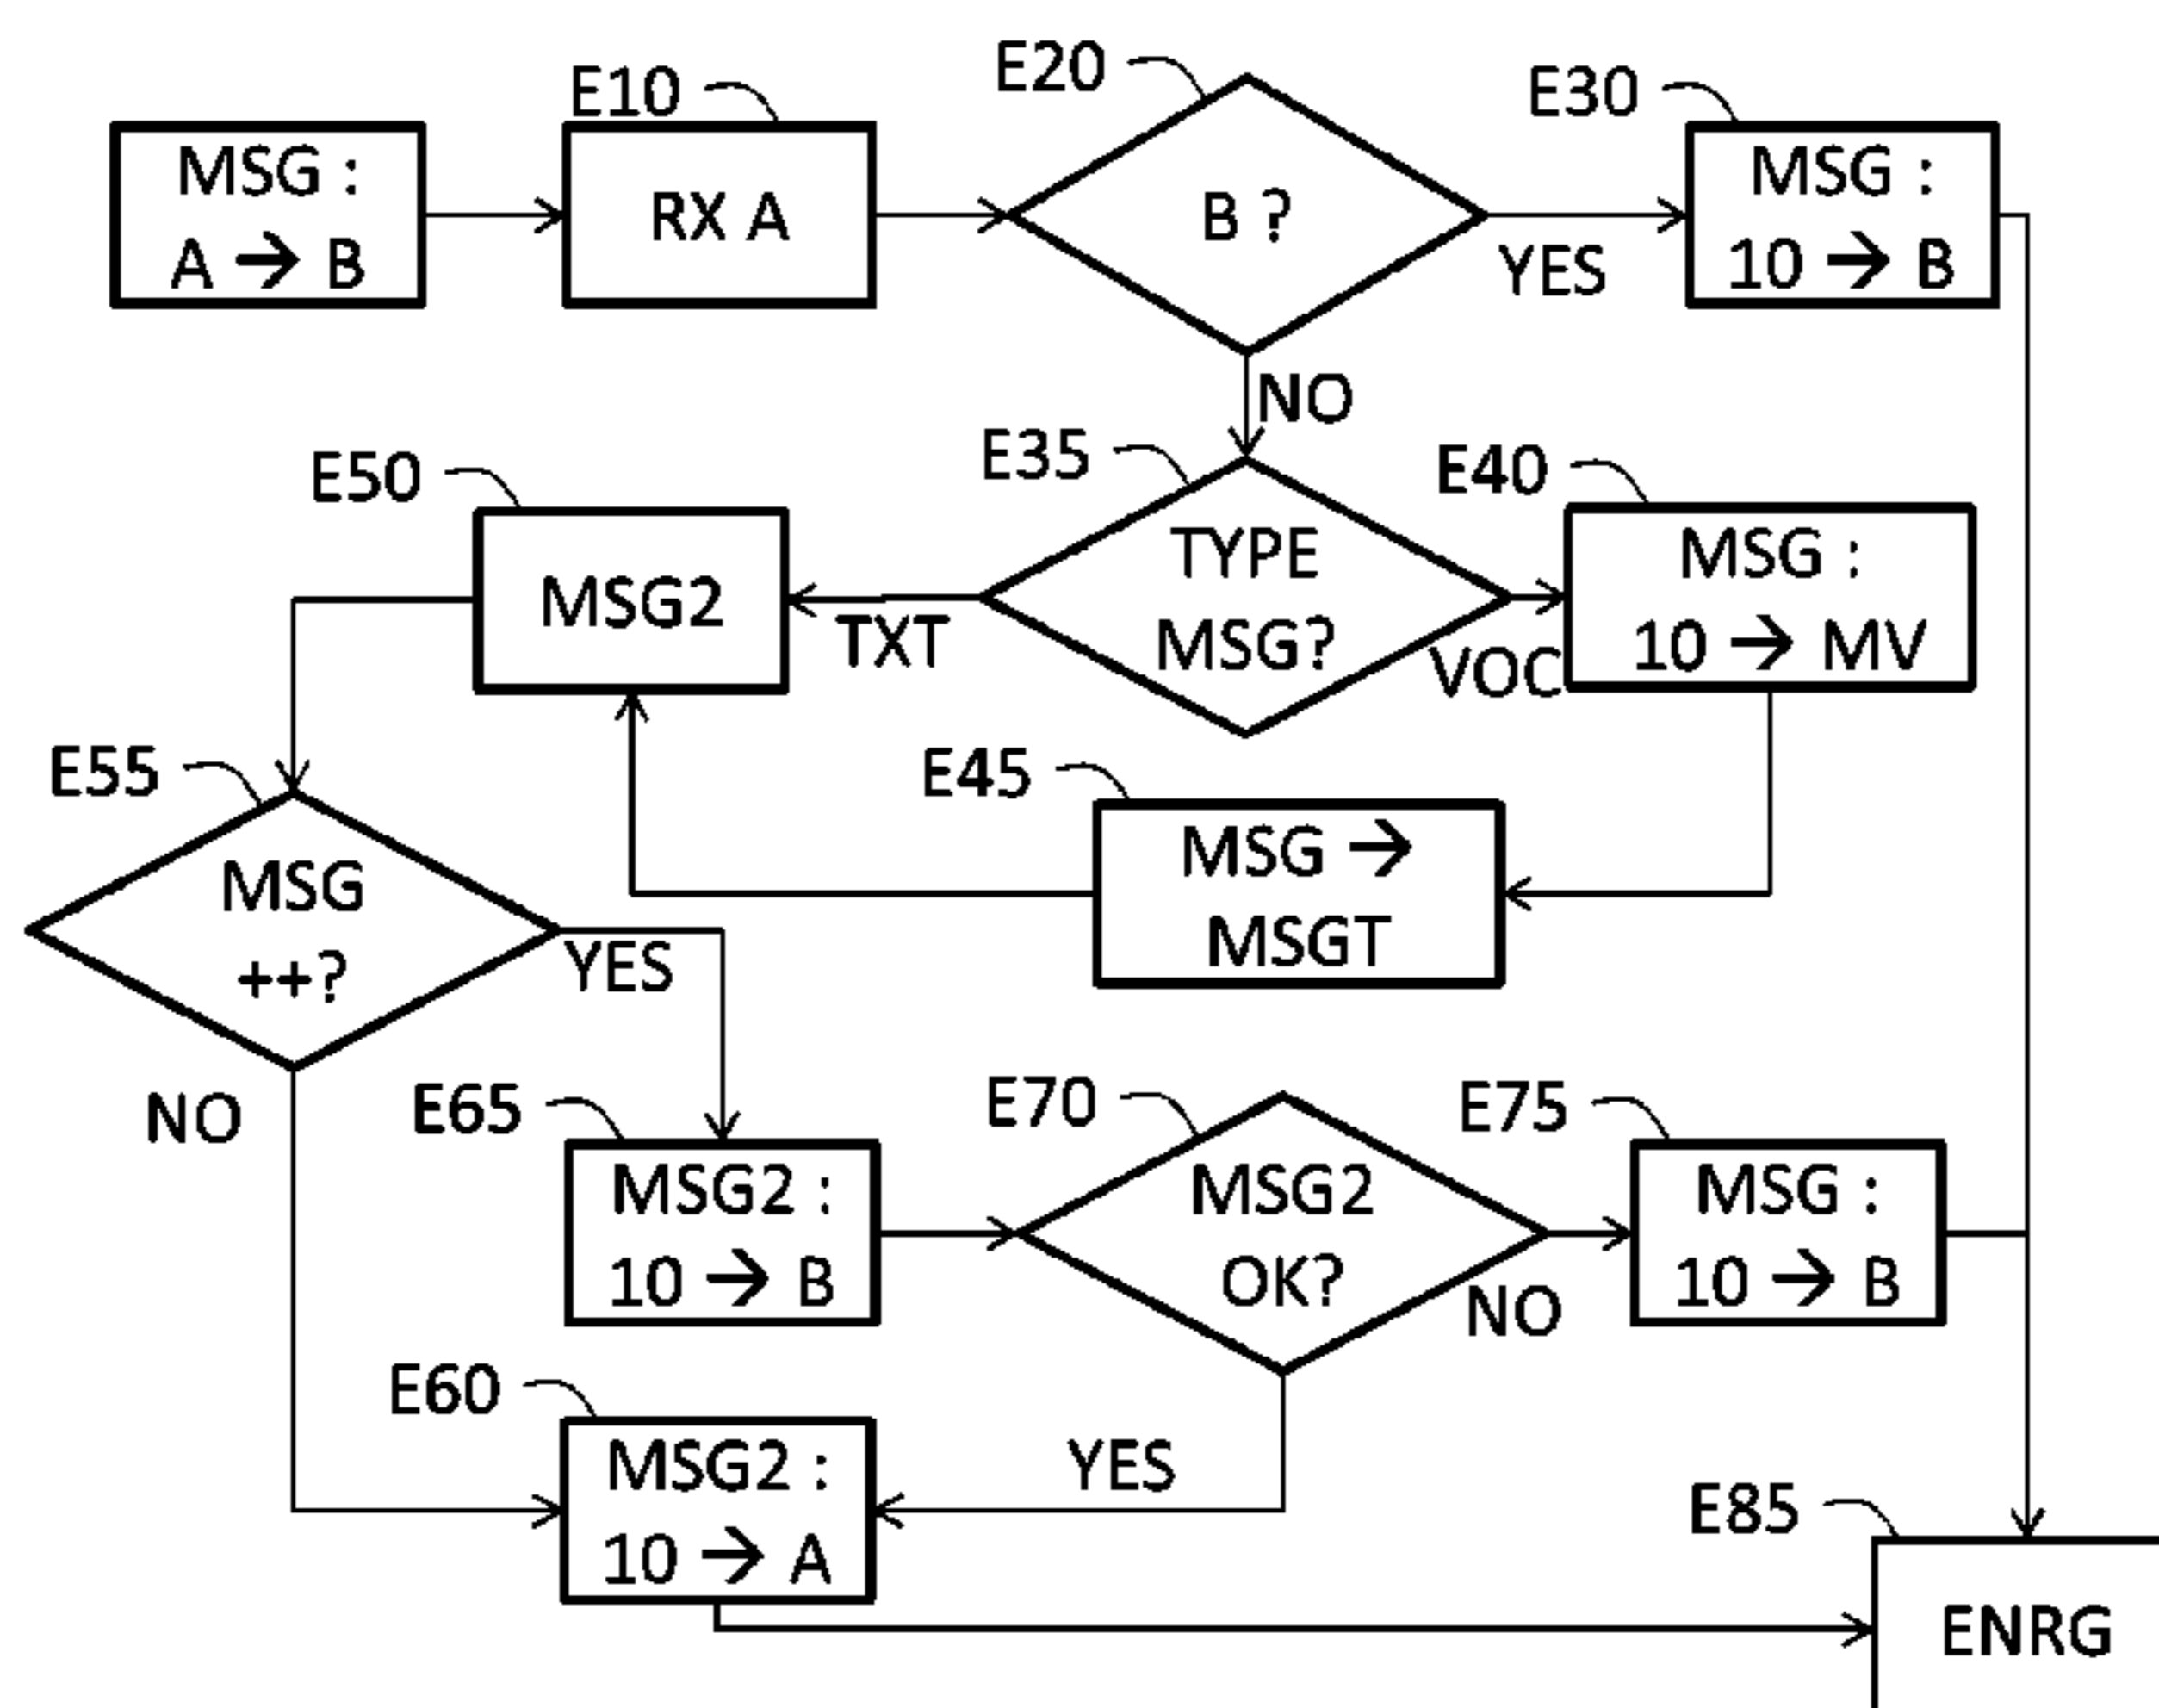 E10
E20
E30
MSG :
A → B
RX A
B ?
YES
MSG :
10 → B
NO
E50
E35
E40
MSG2
TXT
TYPE
MSG?
VOC
MSG :
10 → MV
E55
E45
MSG
++?
YES
MSG →
MSGT
NO
E65
E70
E75
MSG2 :
10 → B
MSG2
OK?
NO
MSG :
10 → B
E60
YES
MSG2 :
10 → A
E85
ENRG